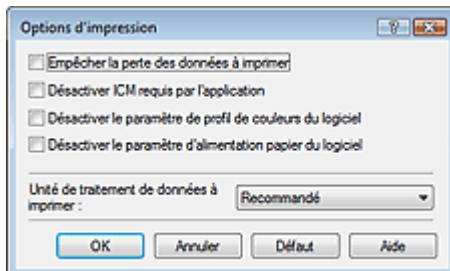 Options d'impression
Empêcher la perte des données à imprimer
Désactiver ICM requis par l'application
Désactiver le paramètre de profil de couleurs du logiciel
Désactiver le paramètre d'alimentation papier du logiciel
Unité de traitement de données à
imprimer :
Recommandé
OK
Annuler
Défaut
Aide